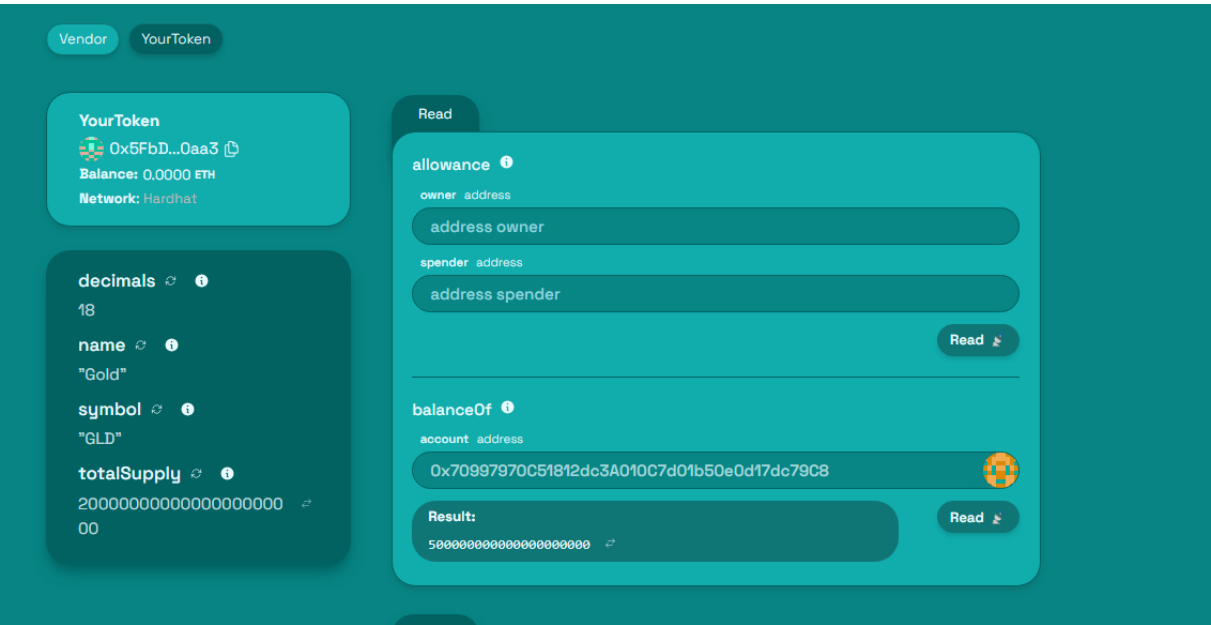 Vendor
YourToken
YourToken
0x5FbD...0aa3
Balance: 0.0000 ETH
Network: Hardhat
decimals
18
name
"Gold"
symbol
"GLD"
totalSupply
20000000000000000000
00
Read
allowance
owner address
address owner
spender address
address spender
Read
balanceOf
account address
0x70997970C51812dc3A010C7d01b50e0d17dc79C8
Result:
500000000000000000000
Read